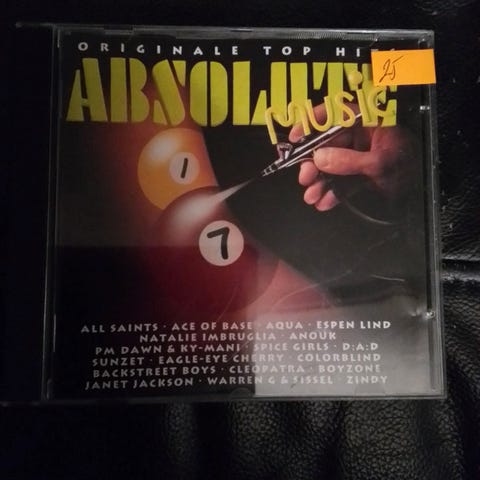 ORIGINALE TOP
ABSOLUTE
MUSIC
25
1
7
ALL SAINTS · ACE OF BASE · AQUA · ESPEN LIND
NATALIE IMBRUGLIA · ANOUK
PM DAWN & KY-MANI · SPICE GIRLS · D:A:D
SUNZET · EAGLE-EYE CHERRY · COLORBLIND
BACKSTREET BOYS · CLEOPATRA · BOYZONE
JANET JACKSON · WARREN G & SISSEL · ZINDY